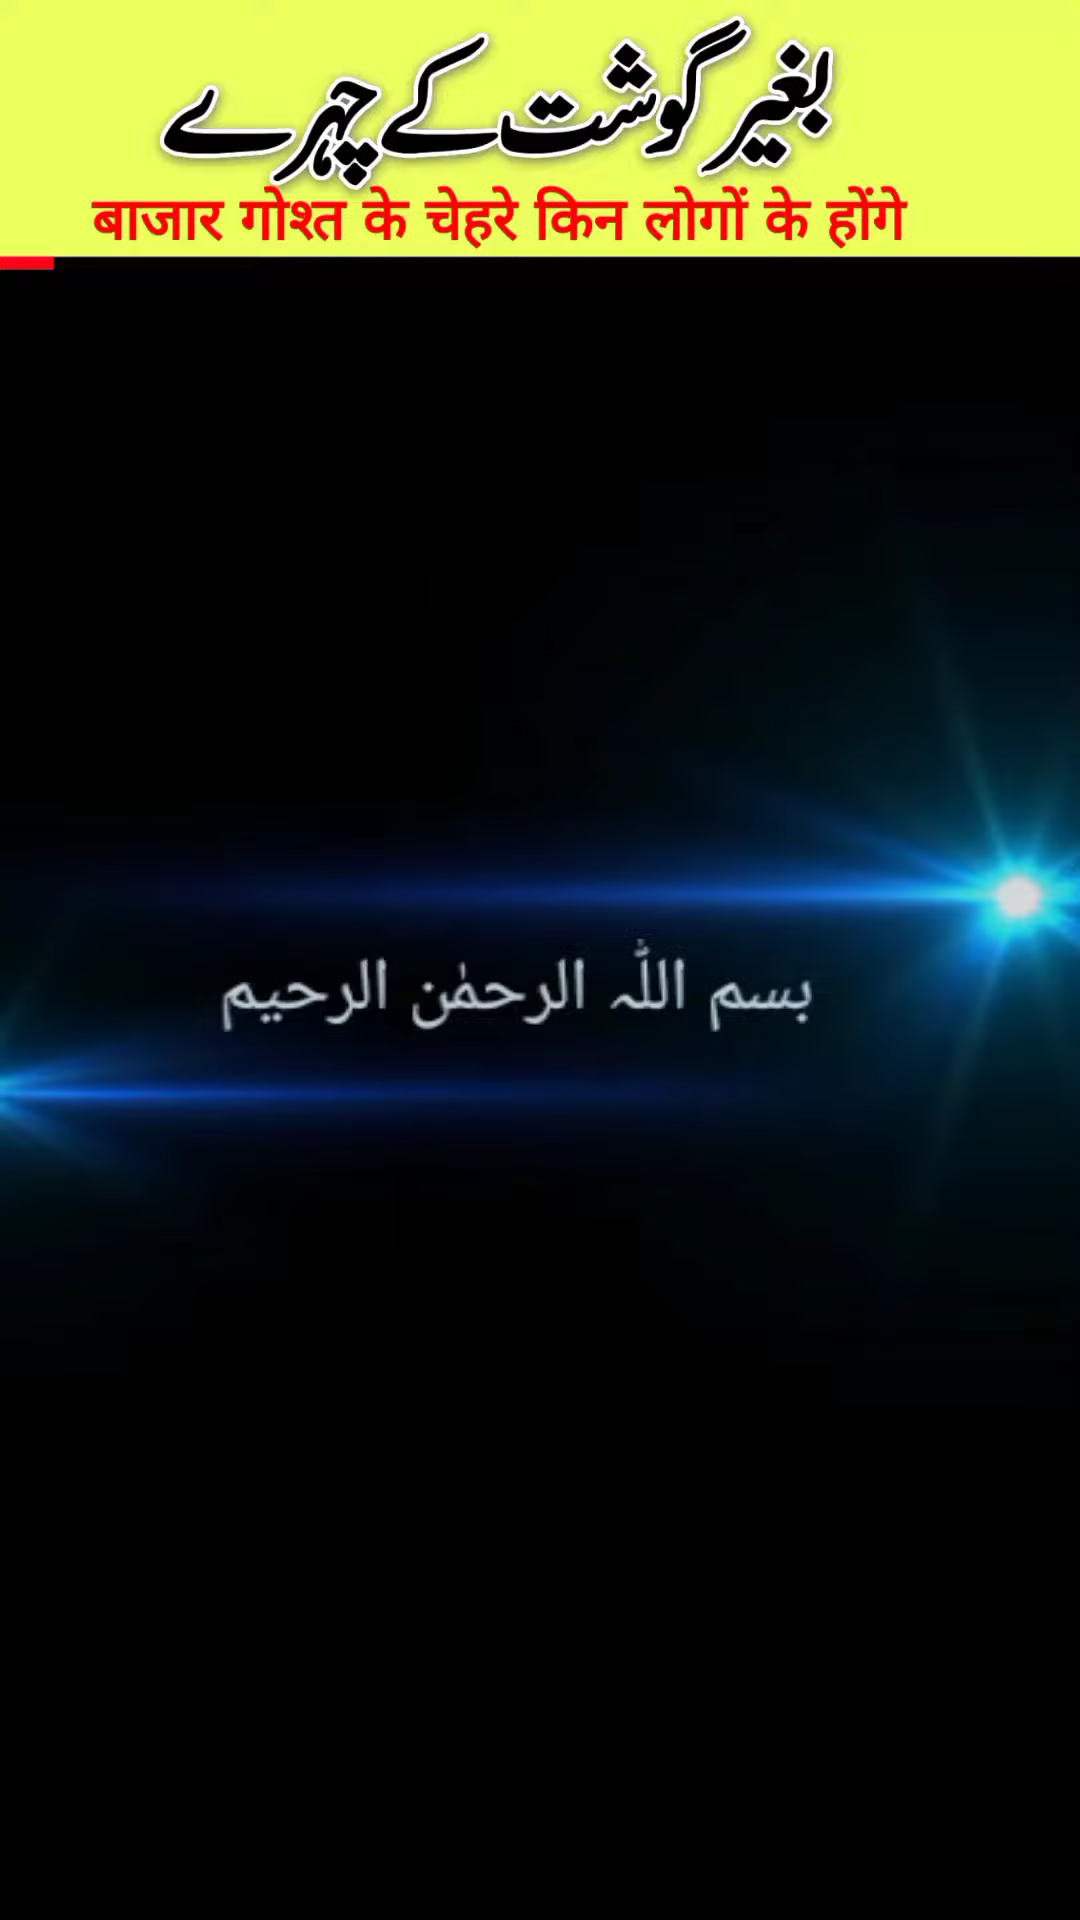 بغیر گوشت کے چہرے
बाजार गोश्त के चेहरे किन लोगों के होंगे
بسم اللہ الرحمٰن الرحیم